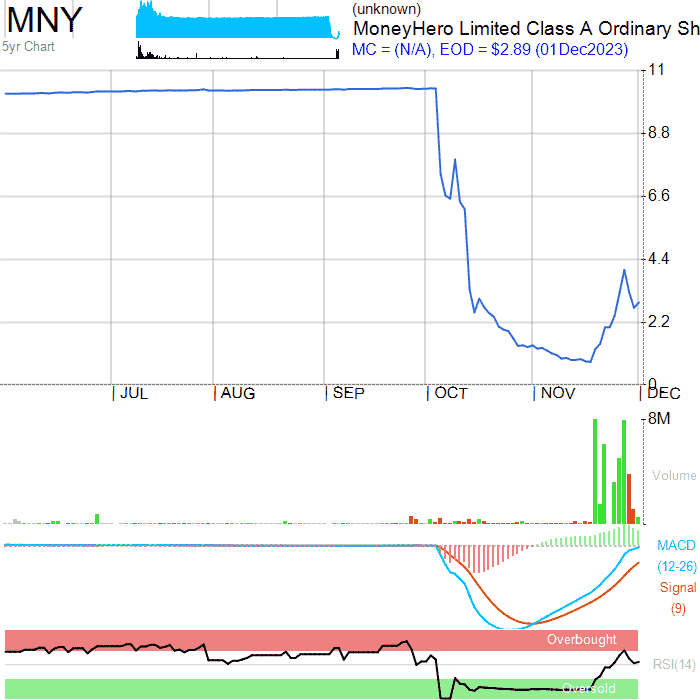 MNY
(unknown)
MoneyHero Limited Class A Ordinary Sh
5yr Chart
MC = (N/A), EOD = $2.89 (01Dec2023)
11
8.8
6.6
4.4
2.2
0
JUL AUG SEP OCT NOV DEC
8M
Volume
MACD
(12-26)
Signal
(9)
Overbought
RSI(14)
Oversold